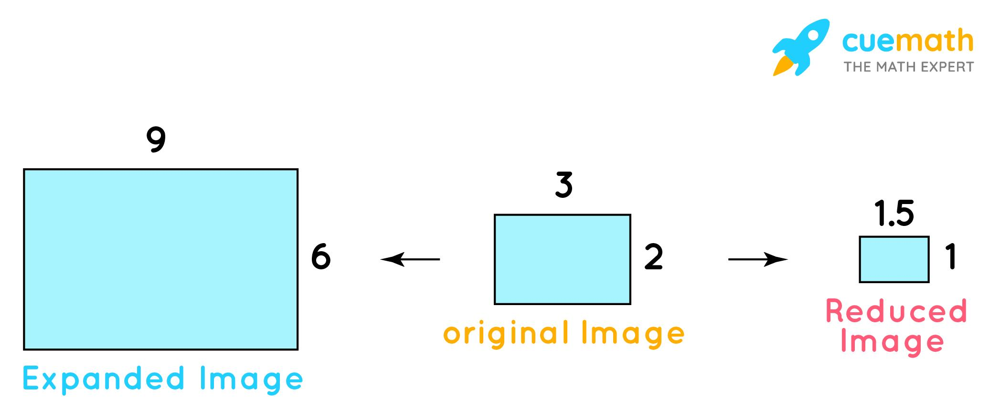 cuemath
THE MATH EXPERT
9
6
Expanded Image
3
2
original Image
1.5
1
Reduced
Image